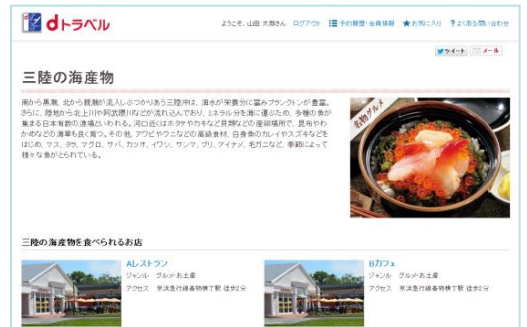 dトラベル
ようこそ、山田 太郎さん ログアウト 予約履歴・会員情報 お気に入り ?よくある問い合わせ
ツイート メール
三陸の海産物
南から黒潮、北から親潮が流入しぶつかりあう三陸沖は、海水が栄養分に富みプランクトンが豊富。
さらに、陸地から北上川や阿武隈川などが流れ込んでおり、ミネラル分を海に運ぶため、多種の魚が
集まる日本有数の漁場といわれる。河口近くはホタテやカキなど貝類などの産卵場所で、昆布やわ
かめなどの海藻も良く育つ。その他、アワビやウニなどの高級食材、白身魚のカレイやスズキなどを
はじめ、マス、タラ、マグロ、サバ、カツオ、イワシ、サンマ、ブリ、アイナメ、毛ガニなど、季節によって
様々な魚がとられている。
名物グルメ
三陸の海産物を食べられるお店
Aレストラン
ジャンル グルメ・お土産
アクセス 京浜急行線青物横丁駅 徒歩2分
Bカフェ
ジャンル グルメ・お土産
アクセス 京浜急行線青物横丁駅 徒歩2分